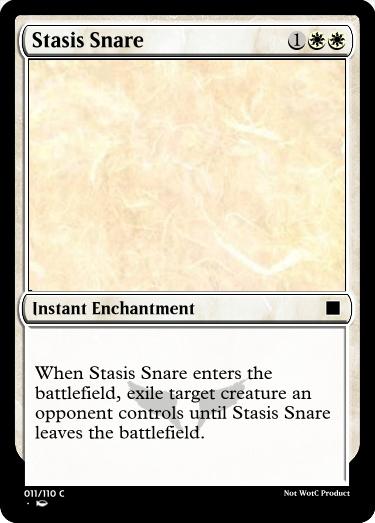 Stasis Snare 1
Instant Enchantment
When Stasis Snare enters the
battlefield, exile target creature an
opponent controls until Stasis Snare
leaves the battlefield.
011/110 C
Not WotC Product